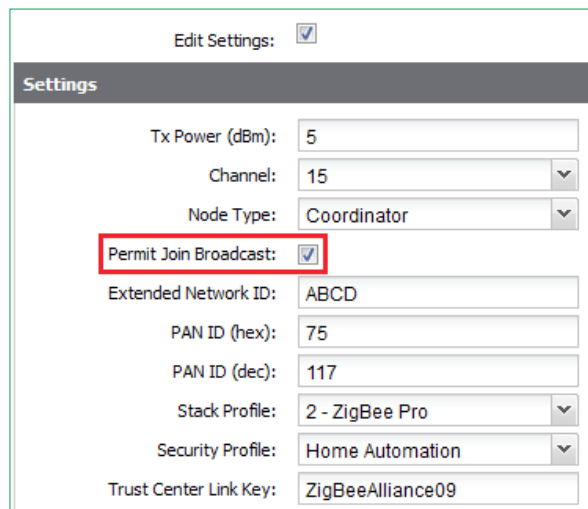 Edit Settings:
Settings
Tx Power (dBm): 5
Channel: 15
Node Type: Coordinator
Permit Join Broadcast:
Extended Network ID: ABCD
PAN ID (hex): 75
PAN ID (dec): 117
Stack Profile: 2 - ZigBee Pro
Security Profile: Home Automation
Trust Center Link Key: ZigBeeAlliance09